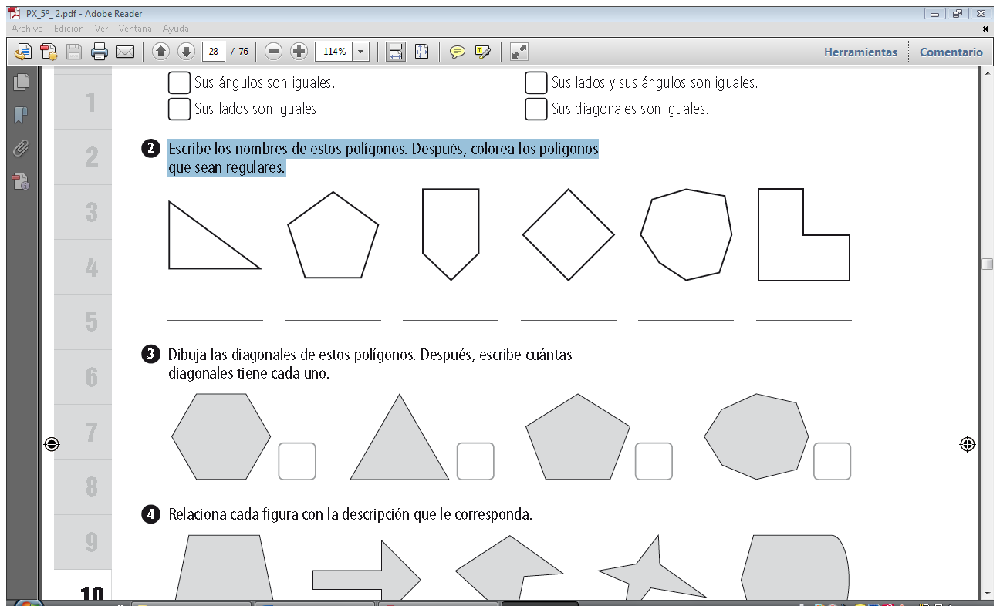 PX_5º_ 2.pdf - Adobe Reader
Archivo Edición Ver Ventana Ayuda
28 / 76 114% Herramientas Comentario
Sus ángulos son iguales. Sus lados y sus ángulos son iguales.
Sus lados son iguales. Sus diagonales son iguales.
2 Escribe los nombres de estos polígonos. Después, colorea los polígonos
que sean regulares.
3 Dibuja las diagonales de estos polígonos. Después, escribe cuántas
diagonales tiene cada uno.
4 Relaciona cada figura con la descripción que le corresponda.
1
2
3
4
5
6
7
8
9
10